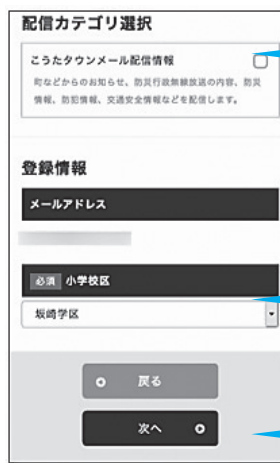 配信カテゴリ選択
こうたタウンメール配信情報
町などからのお知らせ、防災行政無線放送の内容、防災
情報、防犯情報、交通安全情報などを配信します。
登録情報
メールアドレス
必須 小学校区
坂崎学区
戻る
次へ